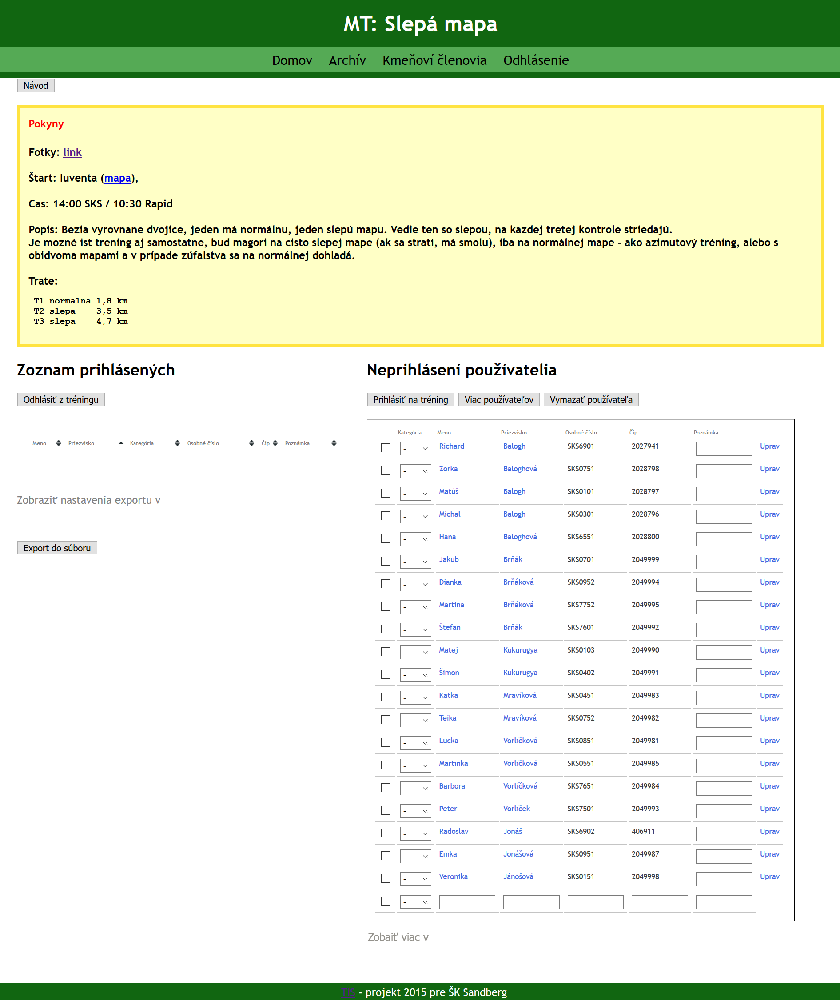 MT: Slepá mapa
Domov Archív Kmeňoví členovia Odhlásenie
Návod
Pokyny
Fotky: link
Štart: Iuventa (mapa),
Cas: 14:00 SKS / 10:30 Rapid
Popis: Bezia vyrovnane dvojice, jeden má normálnu, jeden slepú mapu. Vedie ten so slepou, na kazdej tretej kontrole striedajú.
Je mozné ist trening aj samostatne, bud magori na cisto slepej mape (ak sa stratí, má smolu), iba na normálnej mape - ako azimutový tréning, alebo s
obidvoma mapami a v prípade zúfalstva sa na normálnej dohladá.
Trate:
T1 normalna 1,8 km
T2 slepa 3,5 km
T3 slepa 4,7 km
Zoznam prihlásených
Odhlásiť z tréningu
Meno Priezvisko Kategória Osobné číslo Čip Poznámka
Zobraziť nastavenia exportu v
Export do súboru
Neprihlásení používatelia
Prihlásiť na tréning Viac používateľov Vymazať používateľa
Kategória Meno Priezvisko Osobné číslo Čip Poznámka
- Richard Balogh SKS6901 2027941 Uprav
- Zorka Baloghová SKS0751 2028798 Uprav
- Matúš Balogh SKS0101 2028797 Uprav
- Michal Balogh SKS0301 2028796 Uprav
- Hana Baloghová SKS6551 2028800 Uprav
- Jakub Brňák SKS0701 2049999 Uprav
- Dianka Brňáková SKS0952 2049994 Uprav
- Martina Brňáková SKS7752 2049995 Uprav
- Štefan Brňák SKS7601 2049992 Uprav
- Matej Kukurugya SKS0103 2049990 Uprav
- Šimon Kukurugya SKS0402 2049991 Uprav
- Katka Mravíková SKS0451 2049983 Uprav
- Teika Mravíková SKS0752 2049982 Uprav
- Lucka Vorlíčková SKS0851 2049981 Uprav
- Martinka Vorlíčková SKS0551 2049985 Uprav
- Barbora Vorlíčková SKS7651 2049984 Uprav
- Peter Vorlíček SKS7501 2049993 Uprav
- Radoslav Jonáš SKS6902 406911 Uprav
- Emka Jonášová SKS0951 2049987 Uprav
- Veronika Jánošová SKS0151 2049998 Uprav
-
Zobaiť viac v
TIS - projekt 2015 pre ŠK Sandberg